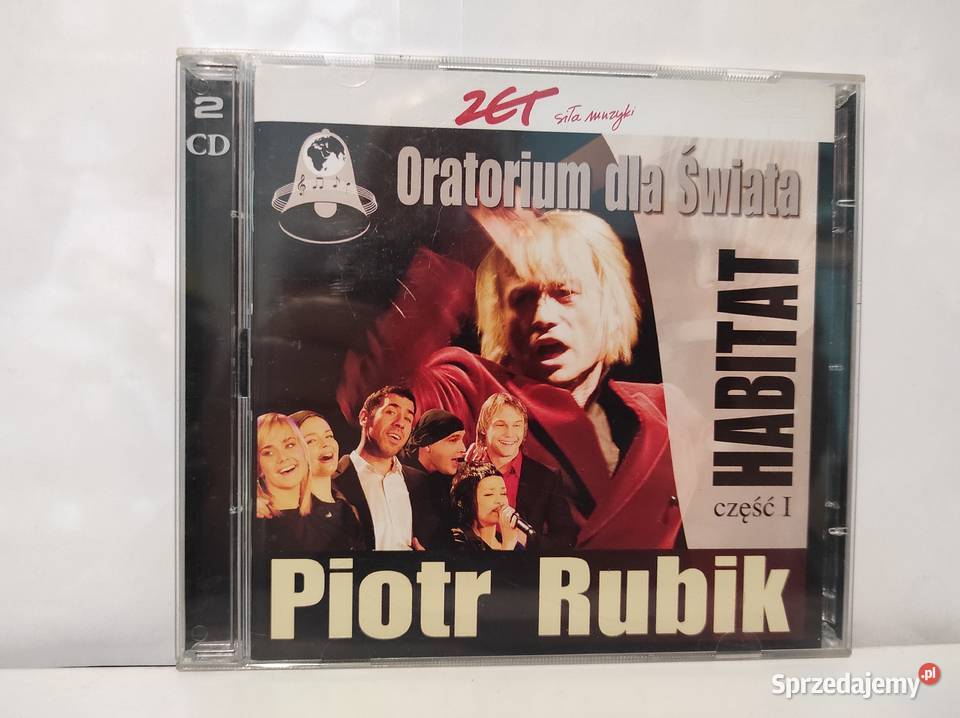 2
CD
ZET siła muzyki
Oratorium dla Świata
HABITAT
część I
Piotr Rubik
Sprzedajemy.pl